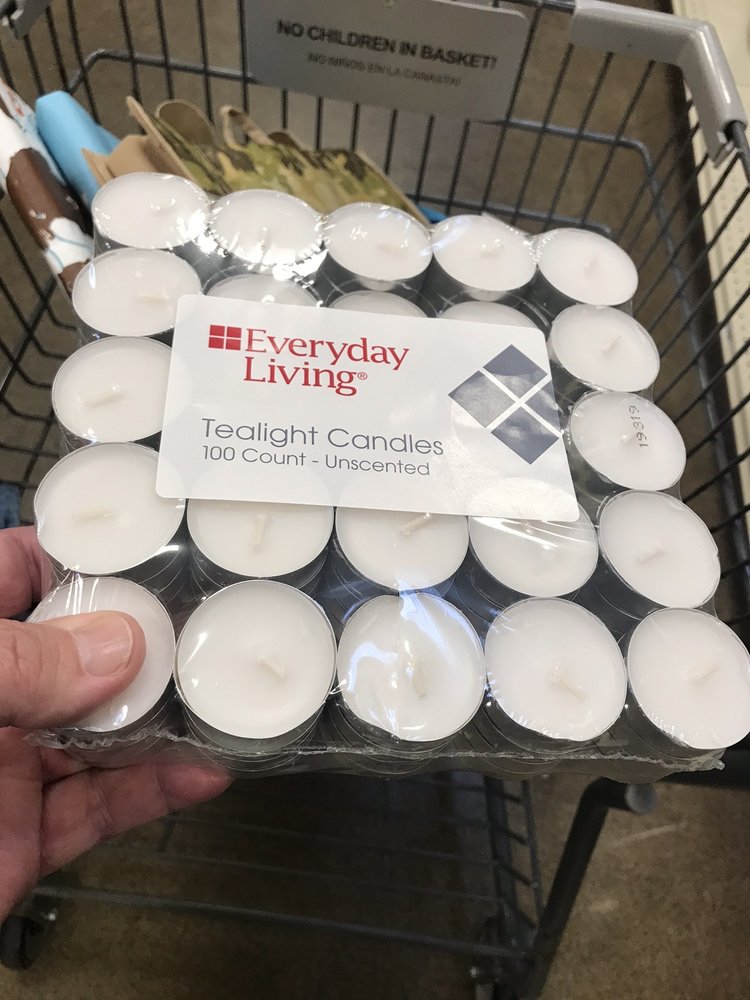 NO CHILDREN IN BASKET!
NO NIÑOS EN LA CANASTA!
Everyday
Living®
Tealight Candles
100 Count - Unscented
19319